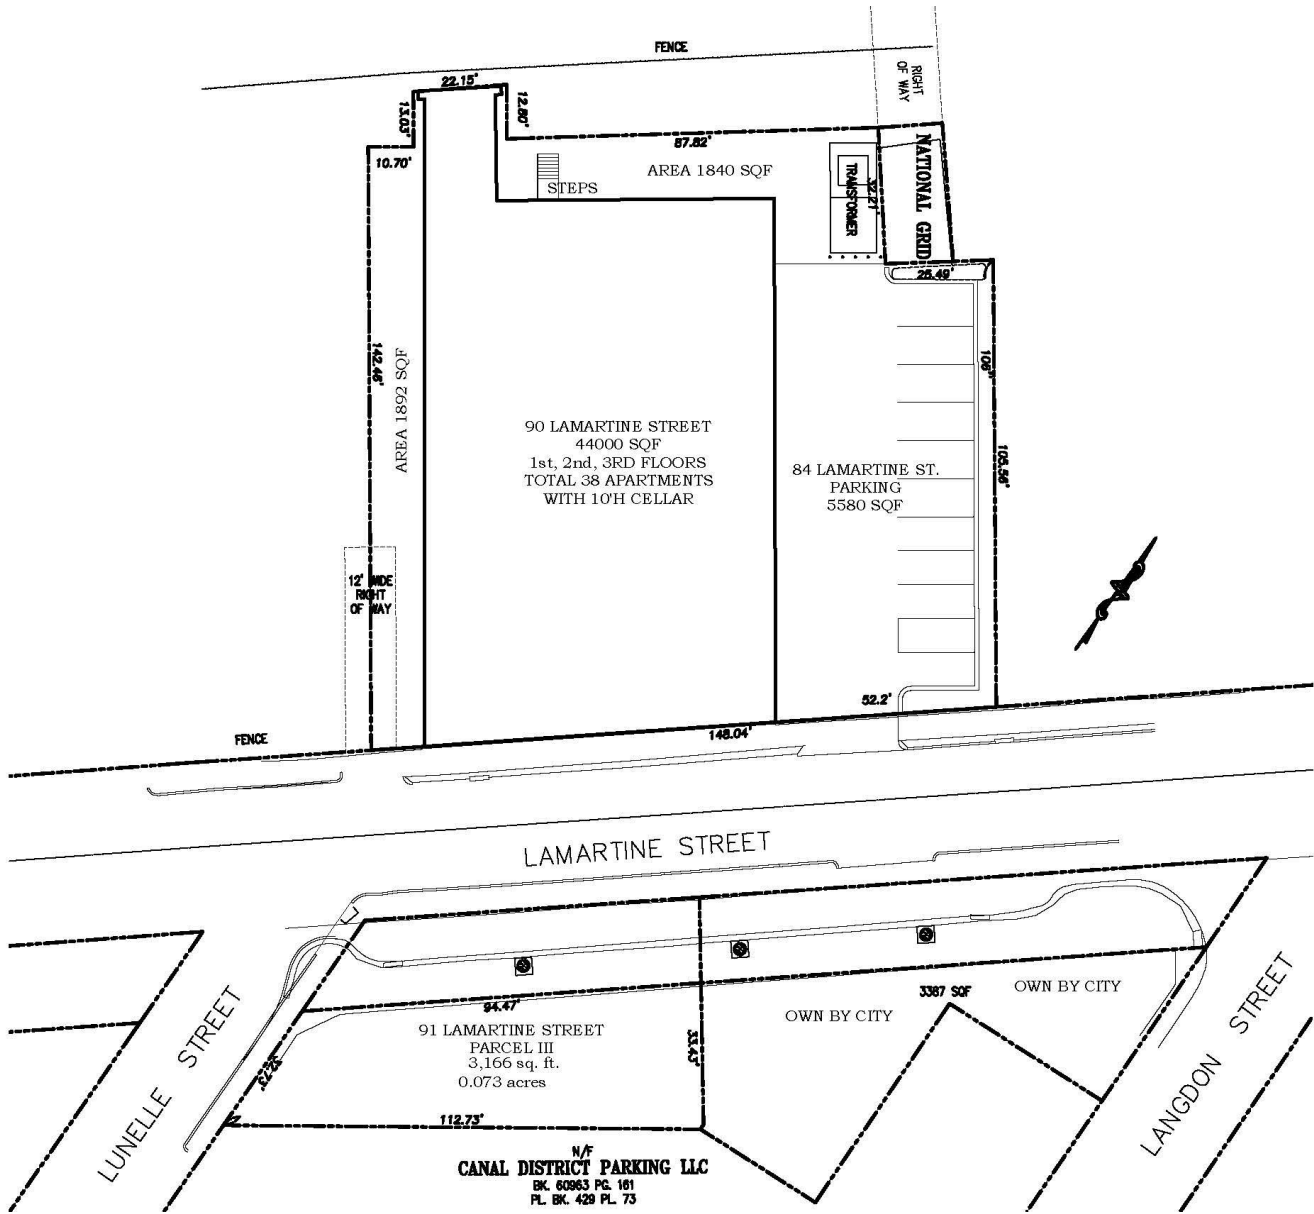 FENCE
RIGHT
OF WAY
22.15'
13.03'
12.80'
10.70'
87.82'
AREA 1840 SQF
STEPS
TRANSFORMER
32.21'
NATIONAL GRID
25.49'
142.46'
AREA 1892 SQF
106'
105.56'
90 LAMARTINE STREET
44000 SQF
1st, 2nd, 3RD FLOORS
TOTAL 38 APARTMENTS
WITH 10'H CELLAR
84 LAMARTINE ST.
PARKING
5580 SQF
12' WIDE
RIGHT
OF WAY
52.2'
FENCE
148.04'
LAMARTINE STREET
LUNELLE STREET
94.47'
91 LAMARTINE STREET
PARCEL III
3,166 sq. ft.
0.073 acres
33.43'
OWN BY CITY
3387 SQF
OWN BY CITY
LANGDON STREET
112.73'
N/F
CANAL DISTRICT PARKING LLC
BK. 60963 PG. 161
PL. BK. 429 PL. 73